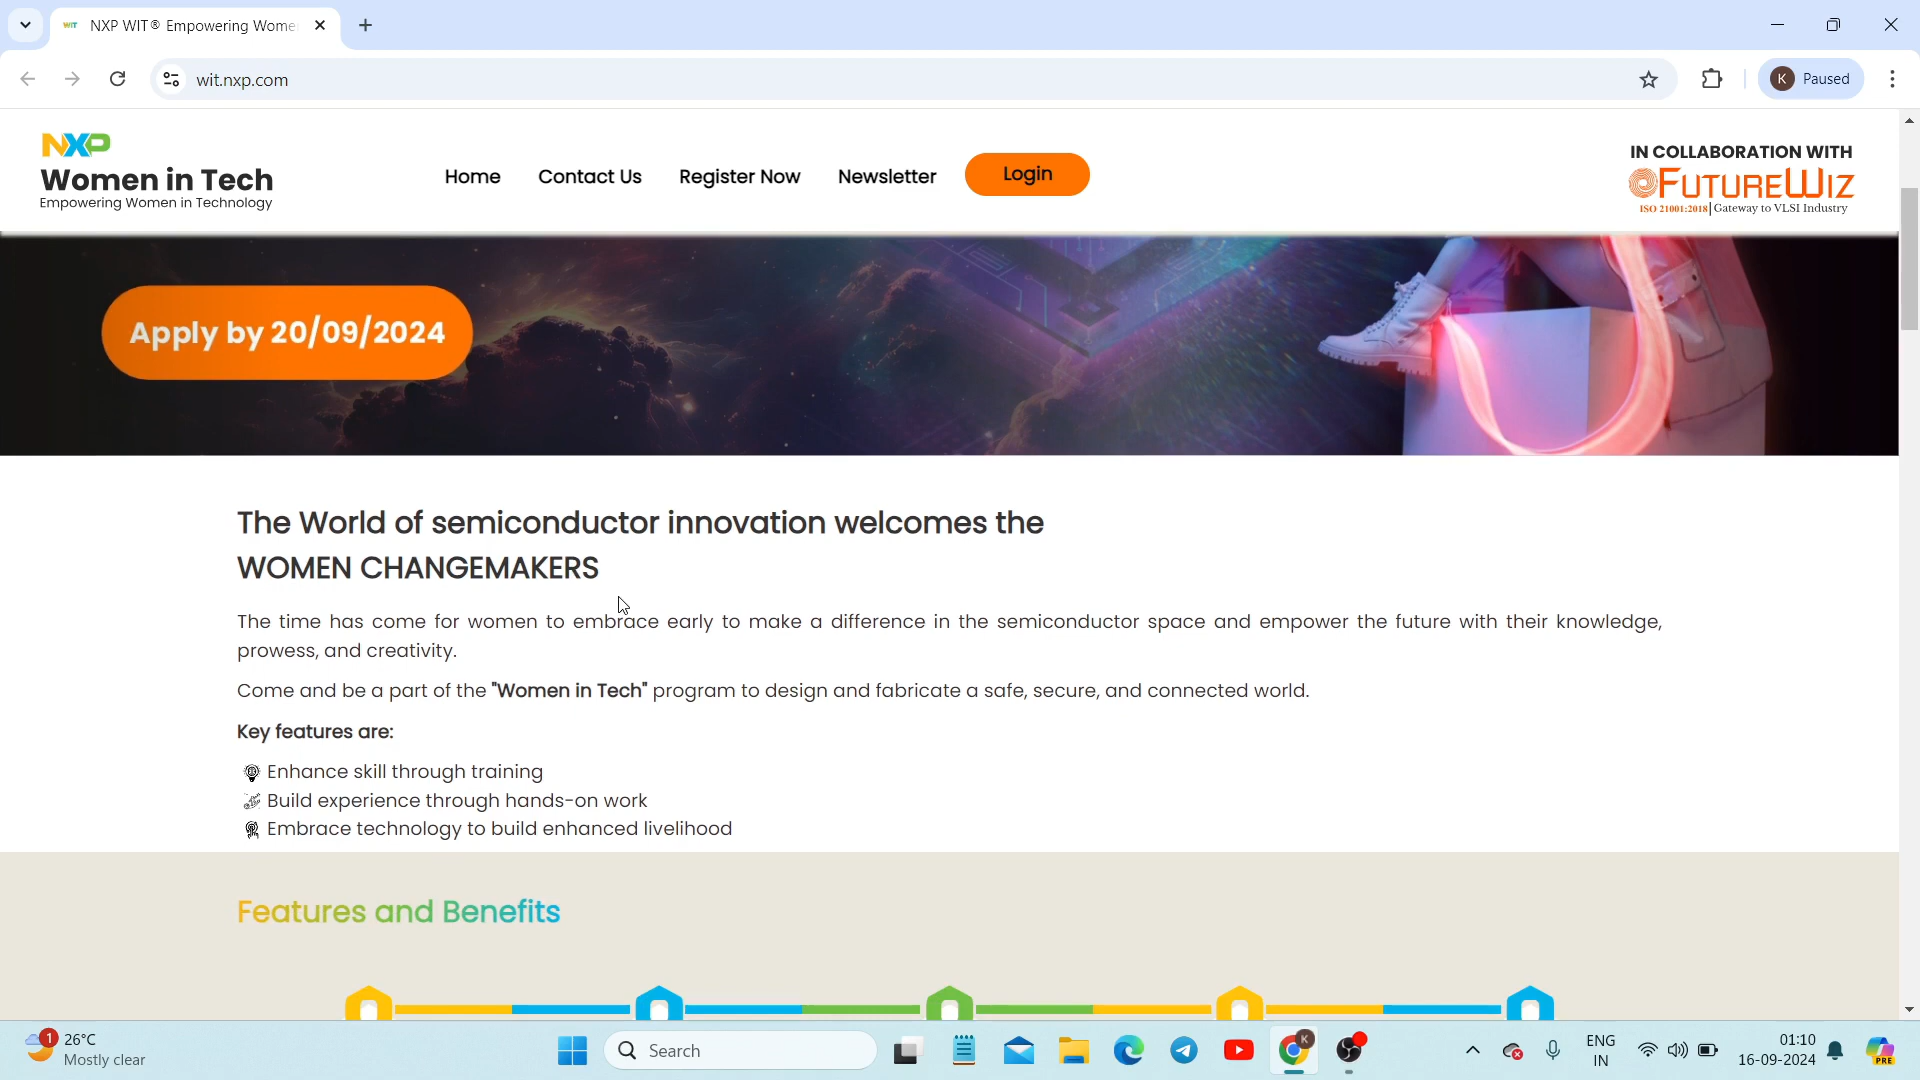 NXP WIT® Empowering Wome
wit.nxp.com
K Paused
NXP
Women in Tech
Empowering Women in Technology
Home
Contact Us
Register Now
Newsletter
Login
IN COLLABORATION WITH
FUTUREWIZ
ISO 21001:2018 | Gateway to VLSI Industry
Apply by 20/09/2024
The World of semiconductor innovation welcomes the
WOMEN CHANGEMAKERS
The time has come for women to embrace early to make a difference in the semiconductor space and empower the future with their knowledge,
prowess, and creativity.
Come and be a part of the "Women in Tech" program to design and fabricate a safe, secure, and connected world.
Key features are:
Enhance skill through training
Build experience through hands-on work
Embrace technology to build enhanced livelihood
Features and Benefits
1
26°C
Mostly clear
Search
K
ENG
IN
01:10
16-09-2024
PRE